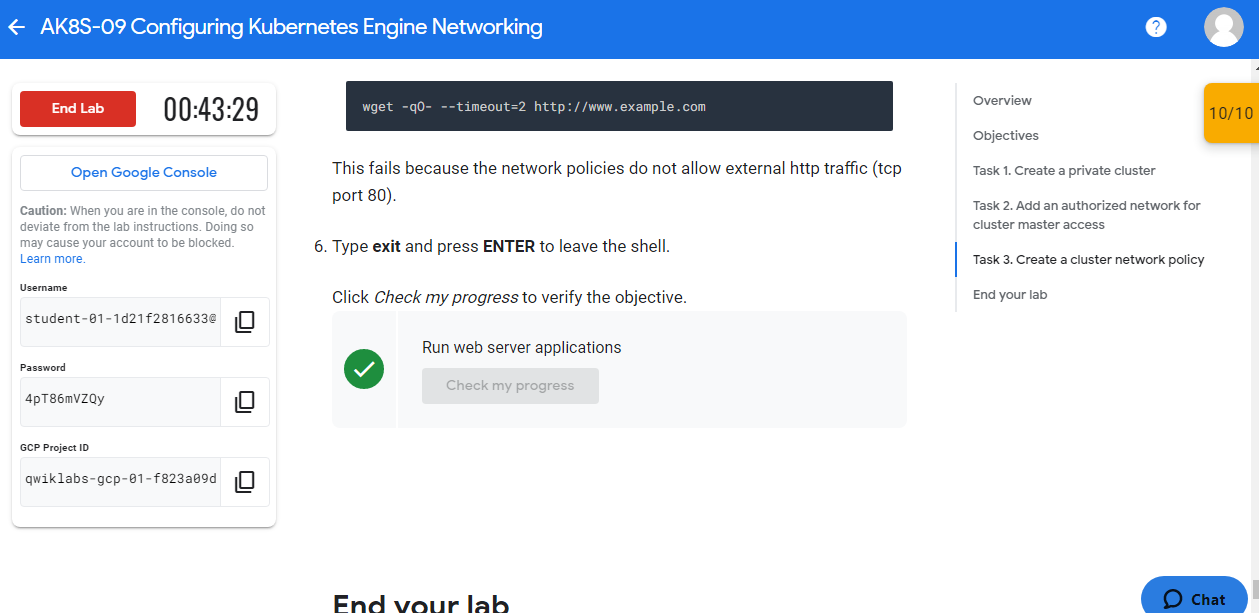 AK8S-09 Configuring Kubernetes Engine Networking
?
End Lab
00:43:29
Open Google Console
Caution: When you are in the console, do not
deviate from the lab instructions. Doing so
may cause your account to be blocked.
Learn more.
Username
student-01-1d21f2816633@
Password
4pT86mVZQy
GCP Project ID
qwiklabs-gcp-01-f823a09d
wget -qO- --timeout=2 http://www.example.com
This fails because the network policies do not allow external http traffic (tcp
port 80).
6. Type exit and press ENTER to leave the shell.
Click Check my progress to verify the objective.
Run web server applications
Check my progress
End your lab
Overview
Objectives
Task 1. Create a private cluster
Task 2. Add an authorized network for
cluster master access
Task 3. Create a cluster network policy
End your lab
10/10
Chat